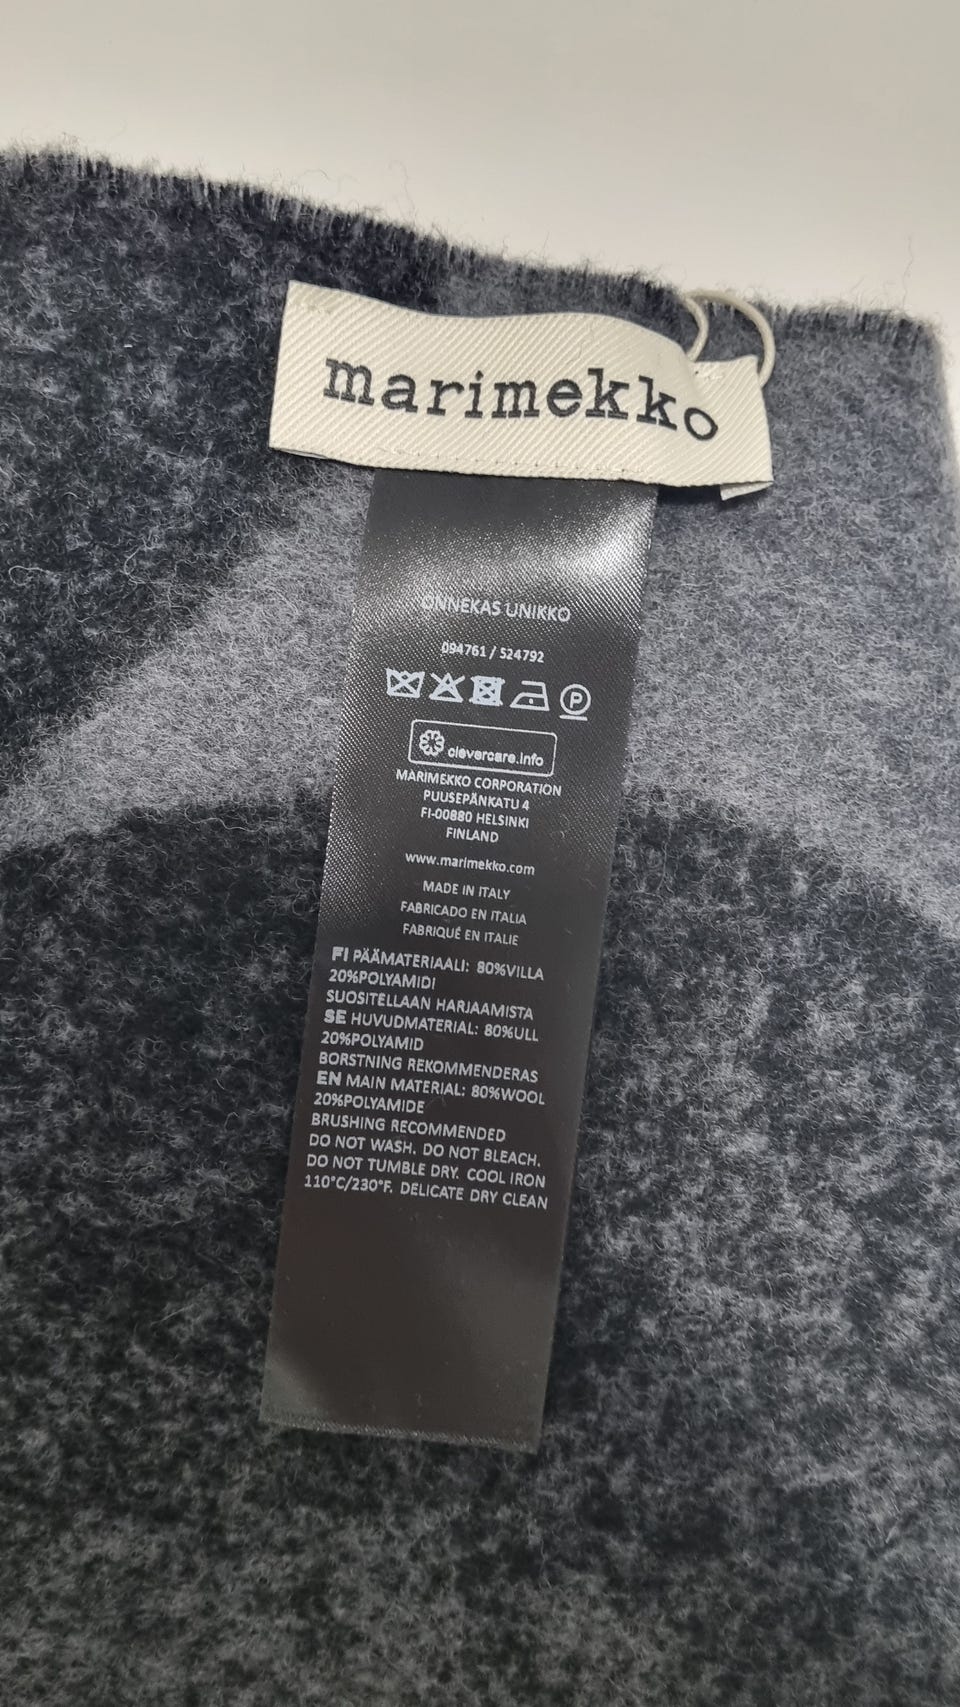 marimekko
ONNEKAS UNIKKO
094761 / 524792
P
clevercare.info
MARIMEKKO CORPORATION
PUUSEPÄNKATU 4
FI-00880 HELSINKI
FINLAND
www.marimekko.com
MADE IN ITALY
FABRICADO EN ITALIA
FABRIQUÉ EN ITALIE
FI PÄÄMATERIAALI: 80%VILLA
20%POLYAMIDI
SUOSITELLAAN HARJAAMISTA
SE HUVUDMATERIAL: 80%ULL
20%POLYAMID
BORSTNING REKOMMENDERAS
EN MAIN MATERIAL: 80%WOOL
20%POLYAMIDE
BRUSHING RECOMMENDED
DO NOT WASH. DO NOT BLEACH.
DO NOT TUMBLE DRY. COOL IRON
110°C/230°F. DELICATE DRY CLEAN